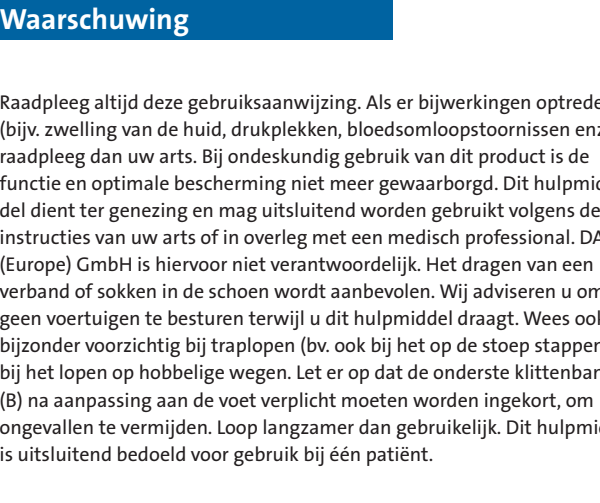 Waarschuwing
Raadpleeg altijd deze gebruiksaanwijzing. Als er bijwerkingen optrede
(bijv. zwelling van de huid, drukplekken, bloedsomloopstoornissen enz
raadpleeg dan uw arts. Bij ondeskundig gebruik van dit product is de
functie en optimale bescherming niet meer gewaarborgd. Dit hulpmid
del dient ter genezing en mag uitsluitend worden gebruikt volgens de
instructies van uw arts of in overleg met een medisch professional. DA
(Europe) GmbH is hiervoor niet verantwoordelijk. Het dragen van een
verband of sokken in de schoen wordt aanbevolen. Wij adviseren u om
geen voertuigen te besturen terwijl u dit hulpmiddel draagt. Wees ool
bijzonder voorzichtig bij traplopen (bv. ook bij het op de stoep stappen
bij het lopen op hobbelige wegen. Let er op dat de onderste klittenban
(B) na aanpassing aan de voet verplicht moeten worden ingekort, om
ongevallen te vermijden. Loop langzamer dan gebruikelijk. Dit hulpmi
is uitsluitend bedoeld voor gebruik bij één patiënt.